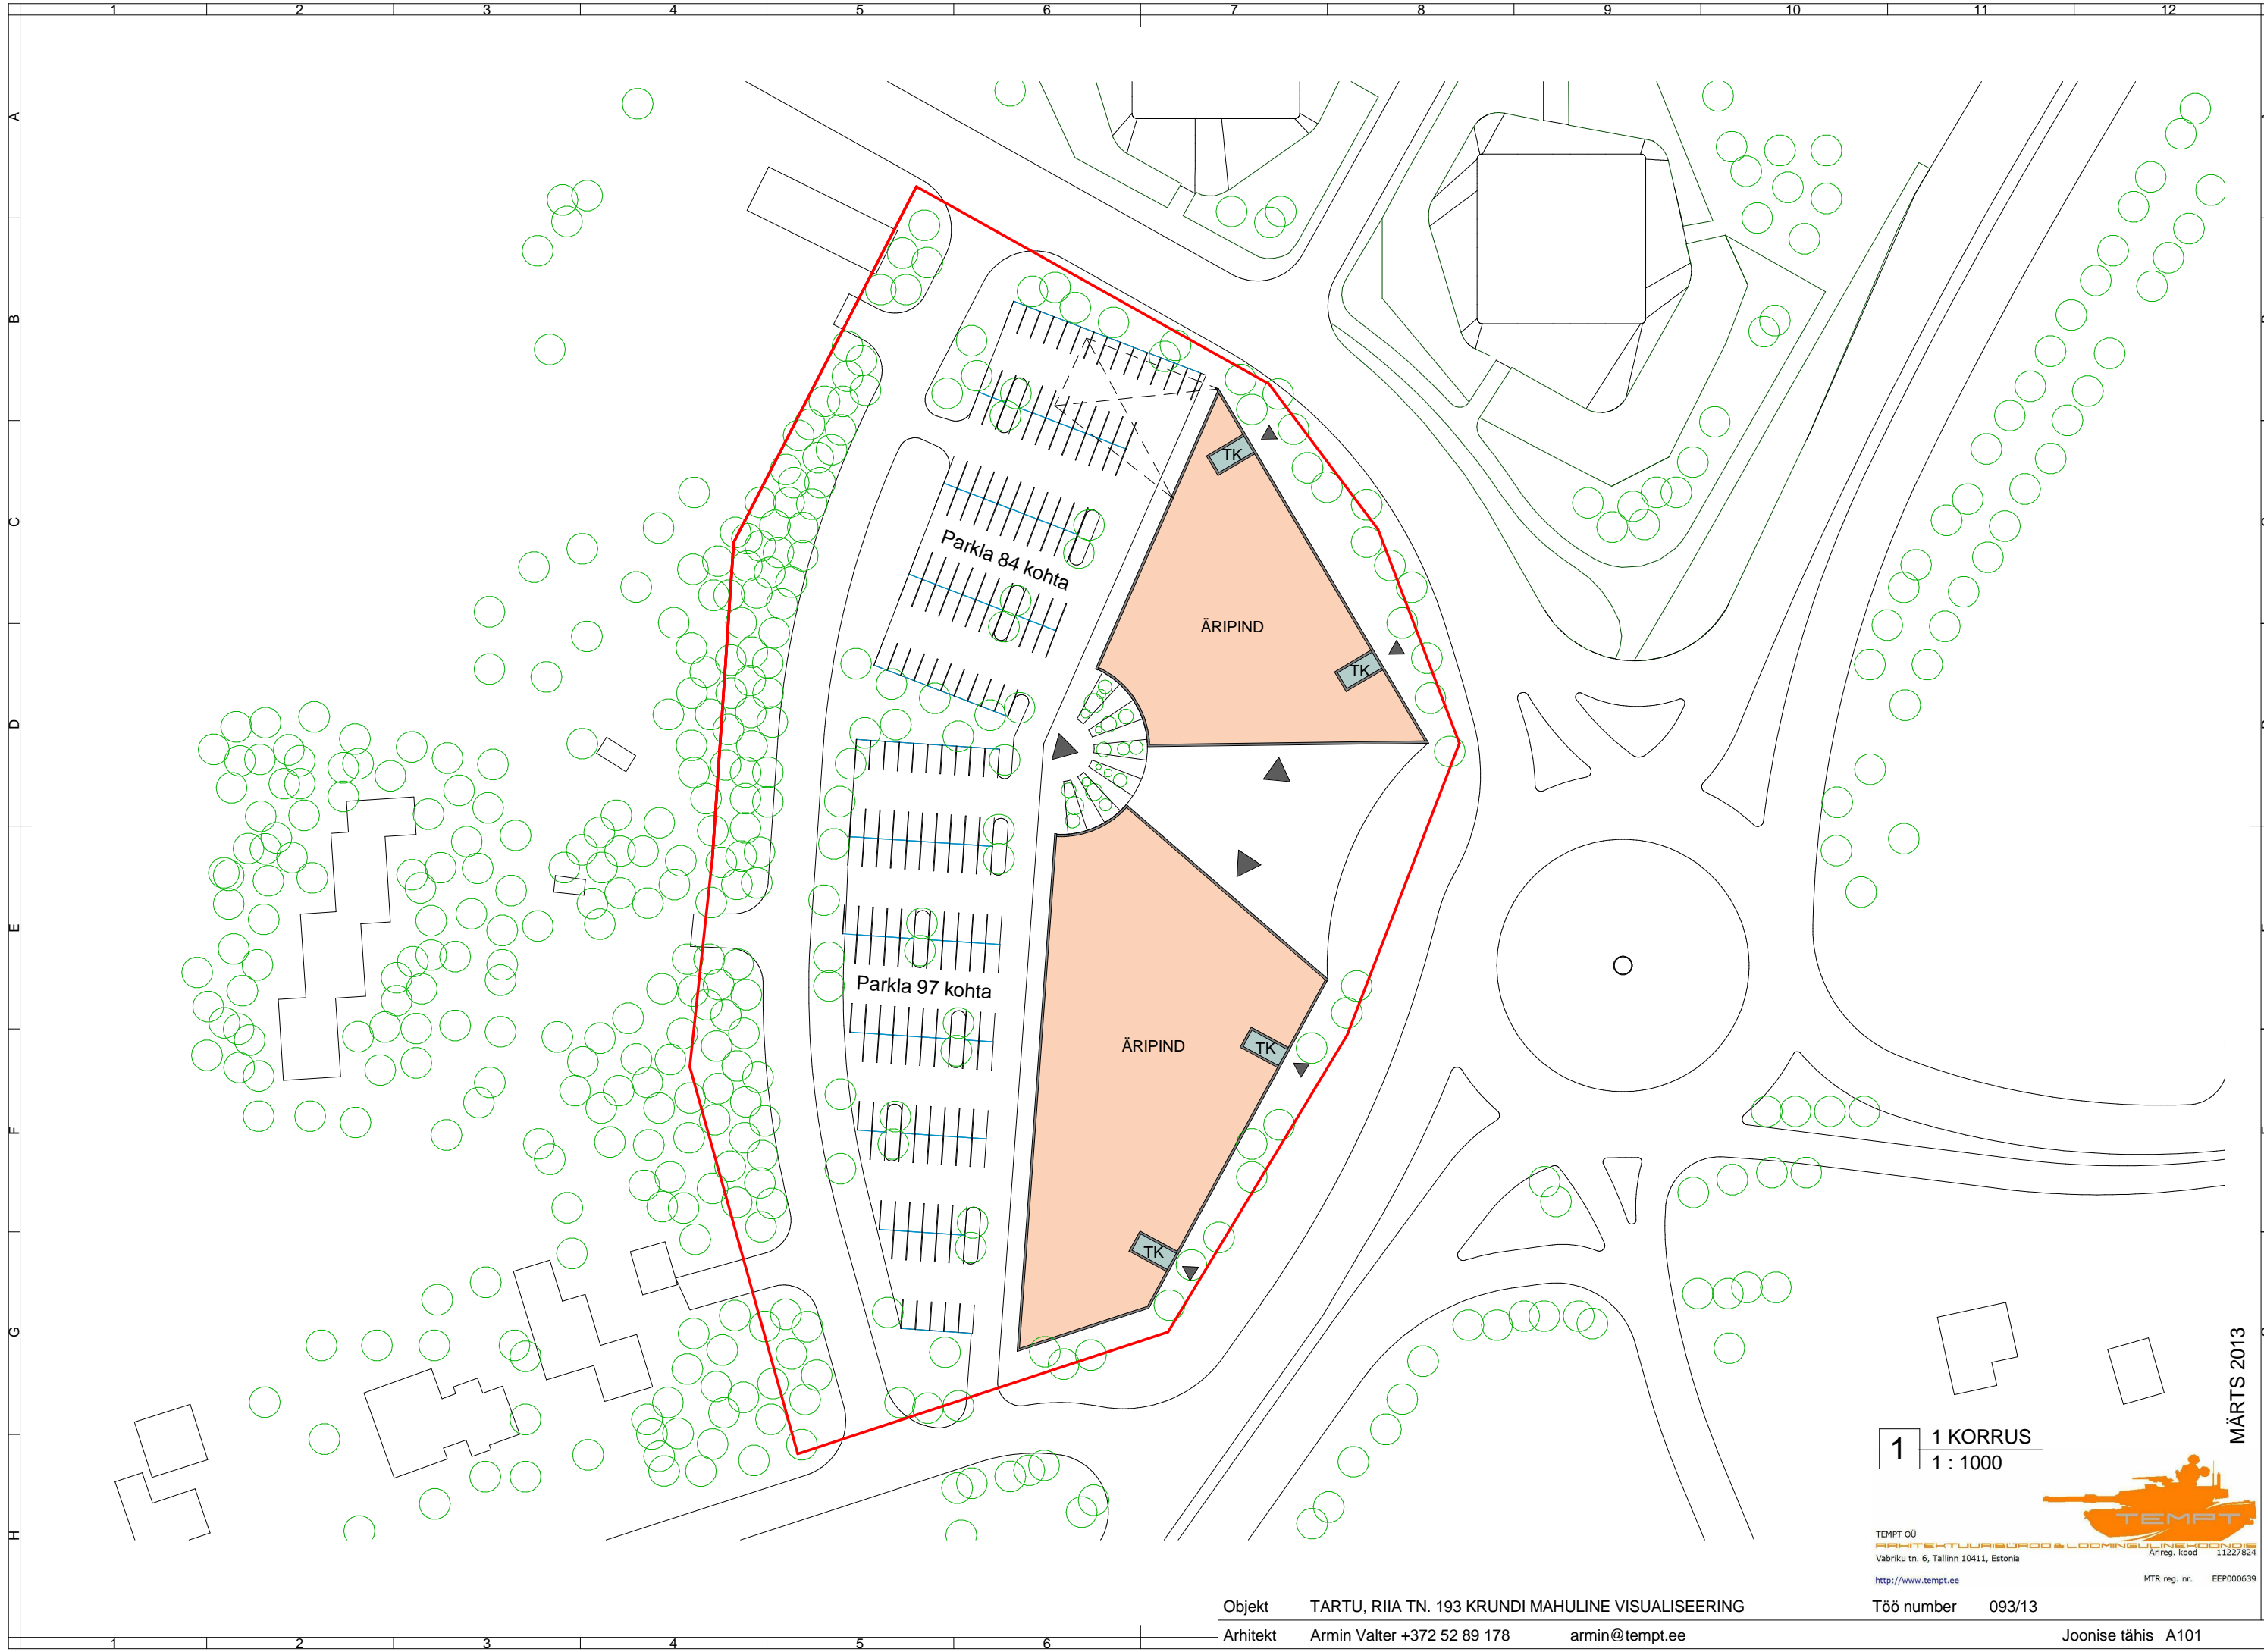 1 2 3 4 5 6 7 8 9 10 11 12
A
B
C
D
E
F
G
H
TK
Parkla 84 kohta
ÄRIPIND
TK
Parkla 97 kohta
ÄRIPIND
TK
TK
MÄRTS 2013
1
1 KORRUS
1 : 1000
TEMPT
TEMPT OÜ
ARHITEKTUURIBÜROO & LOOMINGULINEKOONDIS
Vabriku tn. 6, Tallinn 10411, Estonia
Ärireg. kood 11227824
http://www.tempt.ee
MTR reg. nr. EEP000639
Objekt TARTU, RIIA TN. 193 KRUNDI MAHULINE VISUALISEERING
Töö number 093/13
Arhitekt Armin Valter +372 52 89 178 armin@tempt.ee
Joonise tähis A101
1 2 3 4 5 6